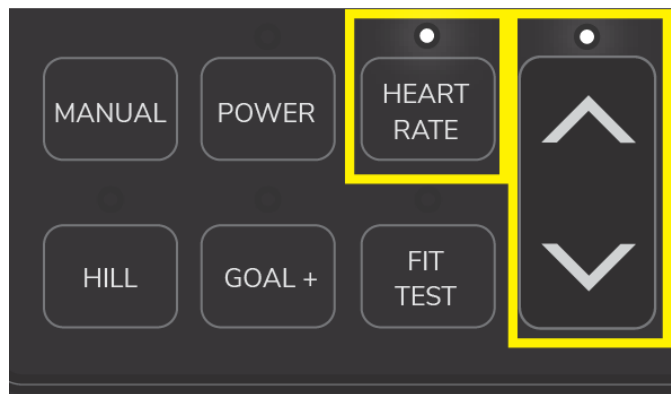 MANUAL
POWER
HEART
RATE
HILL
GOAL +
FIT
TEST